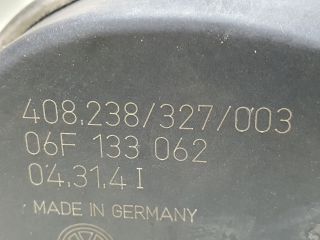 408.238/327/003
06F 133 062
04.31.4 I
MADE IN GERMANY